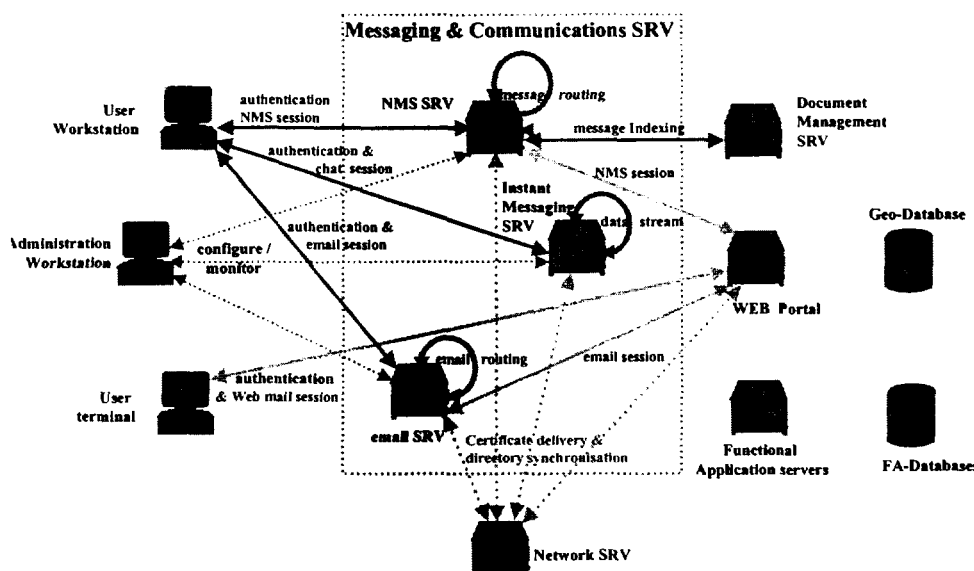 Messaging & Communications SRV
User
Workstation
authentication
NMS session
NMS SRV
message routing
message Indexing
Document
Management
SRV
authentication &
chat session
NMS session
Instant
Messaging
SRV
data stream
Geo-Database
Administration
Workstation
configure /
monitor
authentication &
email session
WEB Portal
email routing
email session
User
terminal
authentication
& Web mail session
email SRV
Certificate delivery &
directory synchronisation
Functional
Application servers
FA-Databases
Network SRV